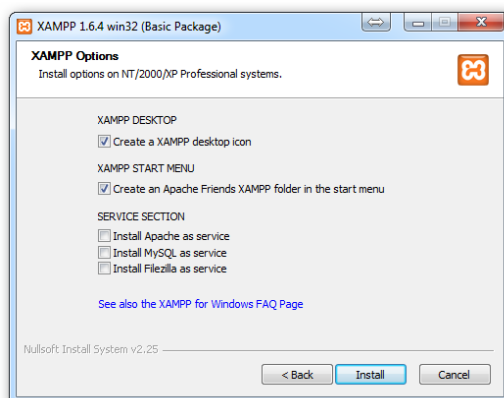 XAMPP 1.6.4 win32 (Basic Package)
XAMPP Options
Install options on NT/2000/XP Professional systems.
XAMPP DESKTOP
Create a XAMPP desktop icon
XAMPP START MENU
Create an Apache Friends XAMPP folder in the start menu
SERVICE SECTION
Install Apache as service
Install MySQL as service
Install Filezilla as service
See also the XAMPP for Windows FAQ Page
Nullsoft Install System v2.25
< Back Install Cancel